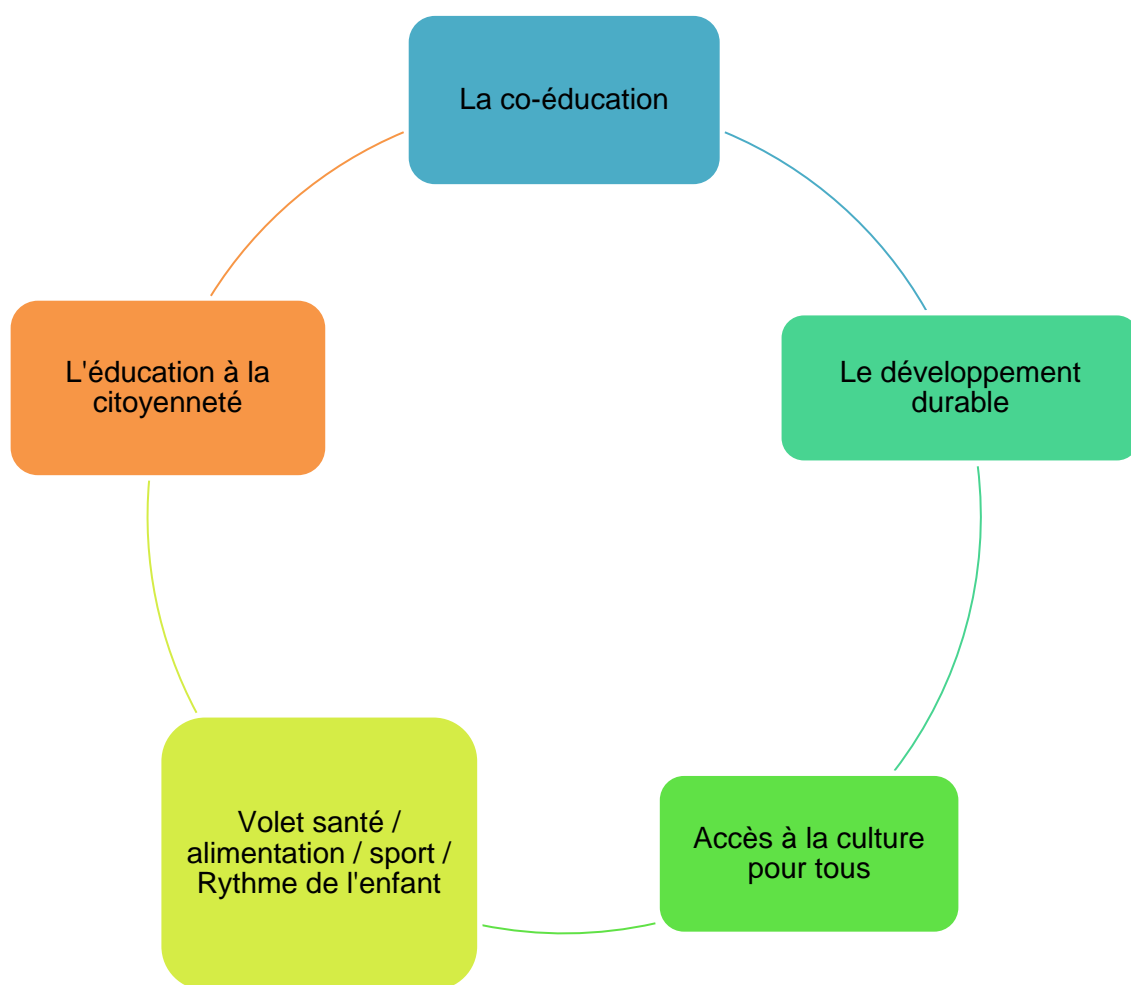 La co-éducation
Le développement
durable
Accès à la culture
pour tous
Volet santé /
alimentation / sport /
Rythme de l'enfant
L'éducation à la
citoyenneté